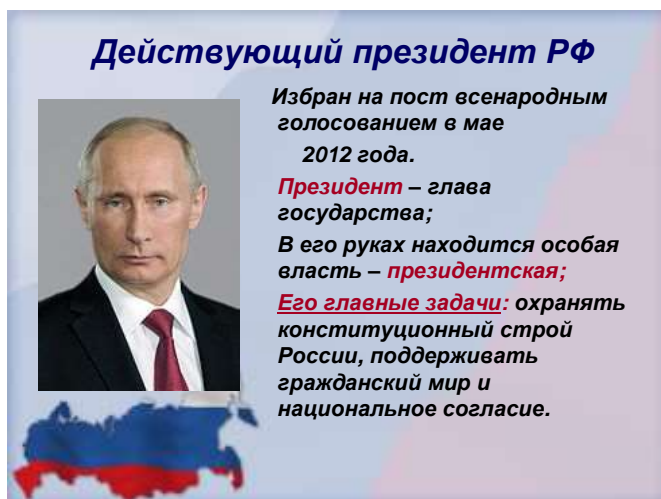 Действующий президент РФ
Избран на пост всенародным
голосованием в мае
2012 года.
Президент – глава
государства;
В его руках находится особая
власть – президентская;
Его главные задачи: охранять
конституционный строй
России, поддерживать
гражданский мир и
национальное согласие.